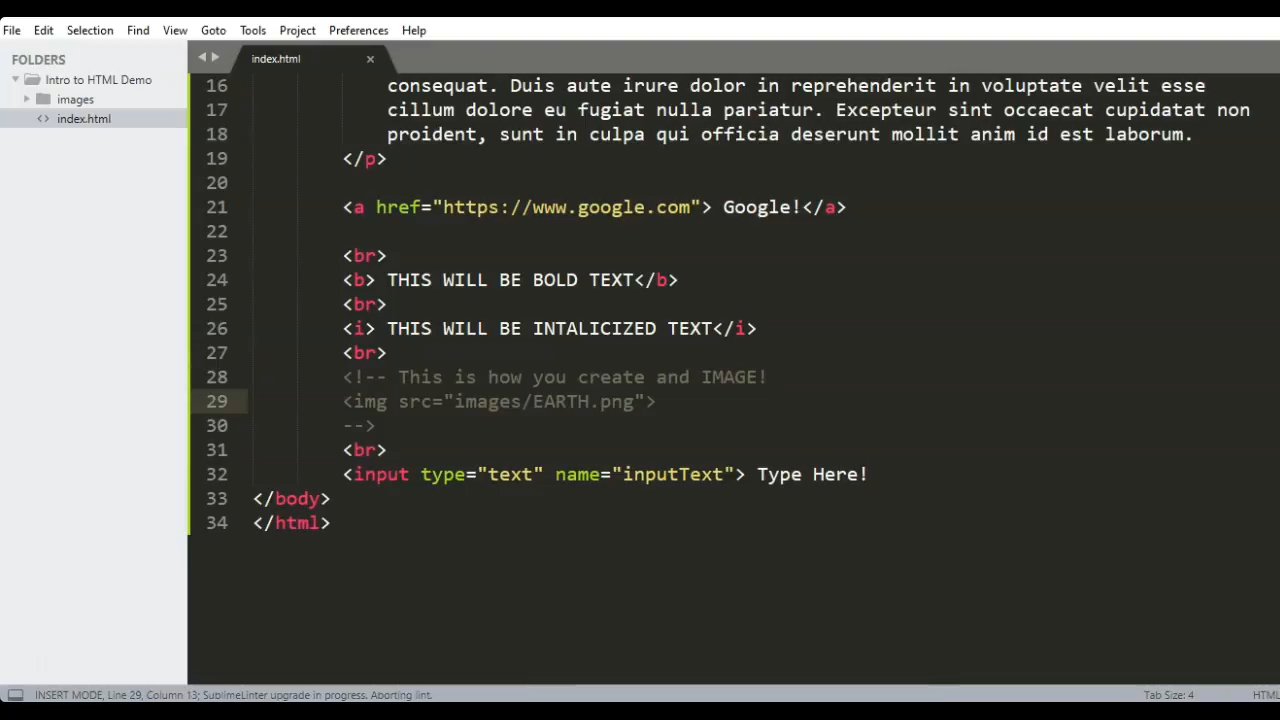 File Edit Selection Find View Goto Tools Project Preferences Help
FOLDERS
Intro to HTML Demo
images
index.html
index.html
16 consequat. Duis aute irure dolor in reprehenderit in voluptate velit esse
17 cillum dolore eu fugiat nulla pariatur. Excepteur sint occaecat cupidatat non
18 proident, sunt in culpa qui officia deserunt mollit anim id est laborum.
19 </p>
20
21 <a href="https://www.google.com"> Google!</a>
22
23 <br>
24 <b> THIS WILL BE BOLD TEXT</b>
25 <br>
26 <i> THIS WILL BE INTALICIZED TEXT</i>
27 <br>
28 <!-- This is how you create and IMAGE!
29 <img src="images/EARTH.png">
30 -->
31 <br>
32 <input type="text" name="inputText"> Type Here!
33 </body>
34 </html>
INSERT MODE, Line 29, Column 13; SublimeLinter upgrade in progress. Aborting lint. Tab Size: 4 HTML